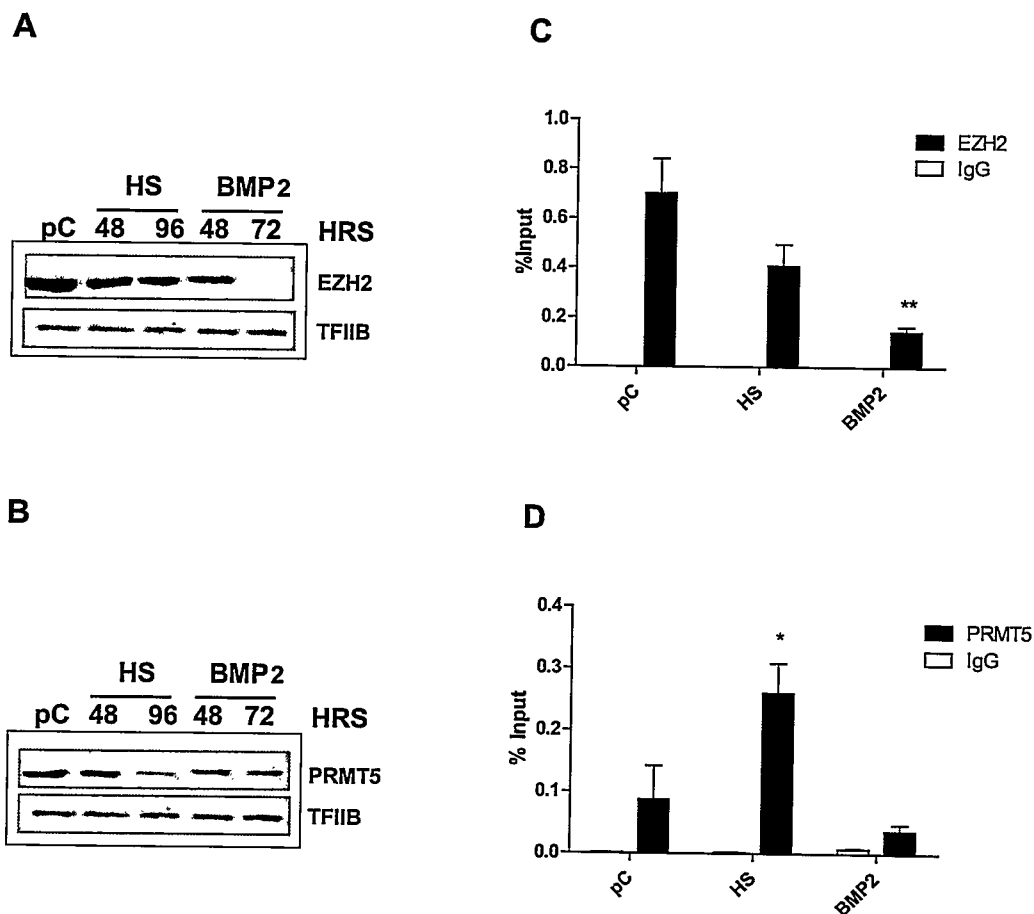 A
HS BMP2
pC 48 96 48 72 HRS
EZH2
TFIIB
B
HS BMP2
pC 48 96 48 72 HRS
PRMT5
TFIIB
C
1.0
0.8
0.6
0.4
0.2
0.0
%Input
EZH2
IgG
**
pC HS BMP2
D
0.4
0.3
0.2
0.1
0.0
% Input
PRMT5
IgG
*
pC HS BMP2